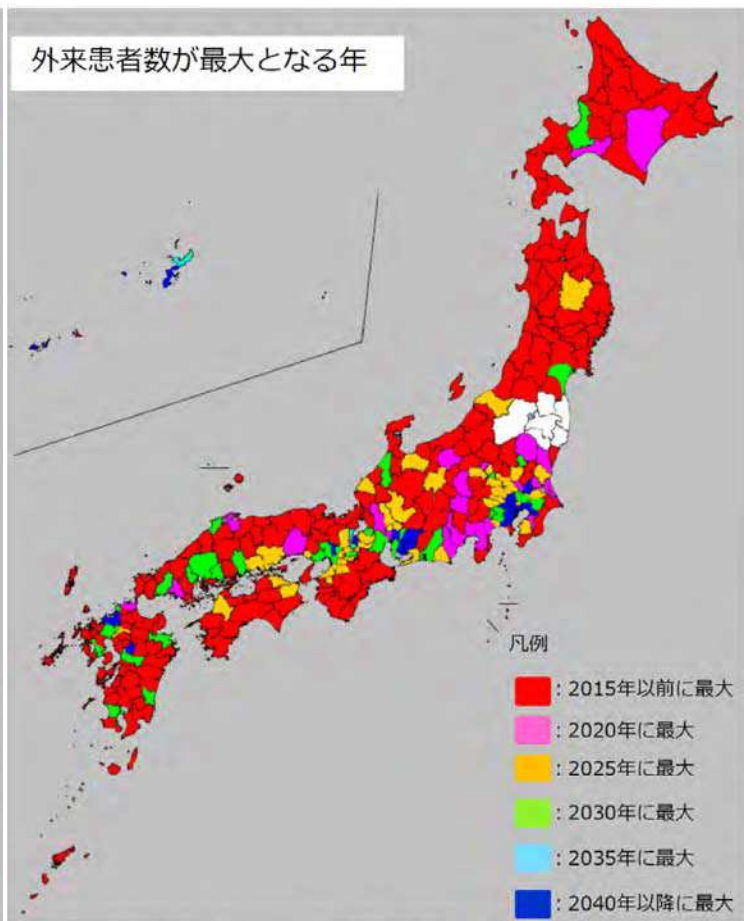 外来患者数が最大となる年
凡例
：2015年以前に最大
：2020年に最大
：2025年に最大
：2030年に最大
：2035年に最大
：2040年以降に最大